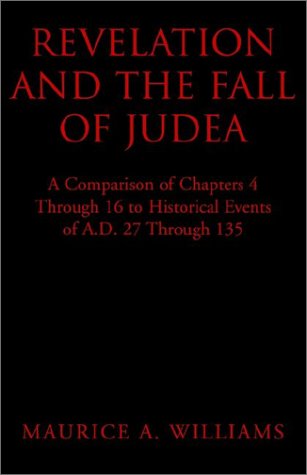 REVELATION
AND THE FALL
OF JUDEA
A Comparison of Chapters 4
Through 16 to Historical Events
of A.D. 27 Through 135
MAURICE A. WILLIAMS